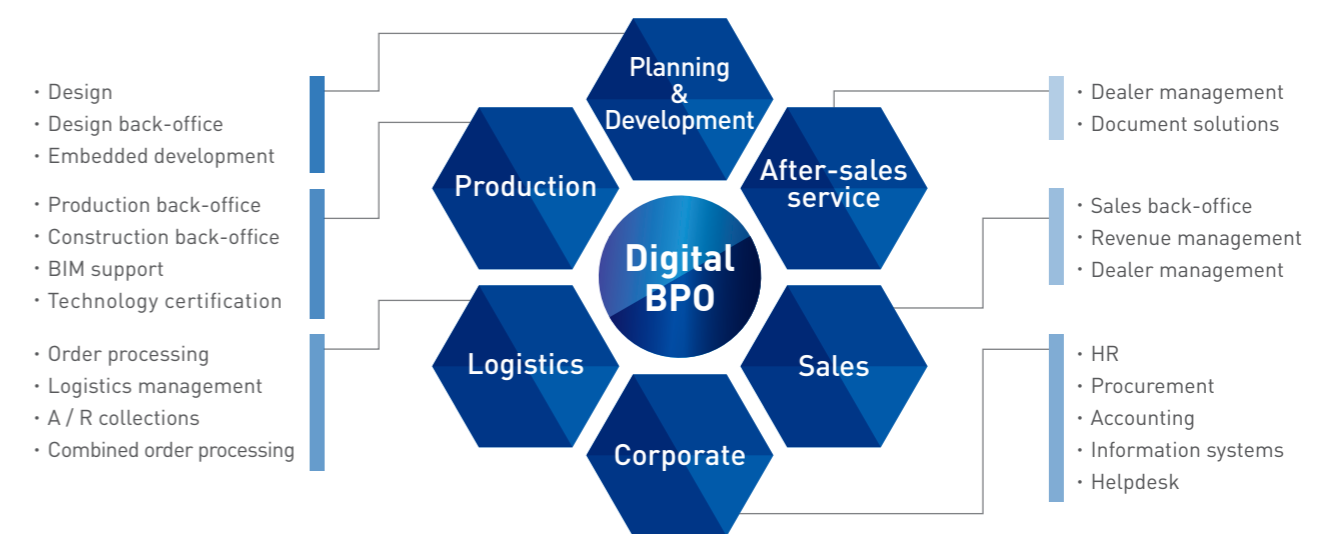 ・Design
・Design back-office
・Embedded development
・Production back-office
・Construction back-office
・BIM support
・Technology certification
・Order processing
・Logistics management
・A / R collections
・Combined order processing
Planning
&
Development
Production
After-sales
service
Digital
BPO
Logistics
Sales
Corporate
・Dealer management
・Document solutions
・Sales back-office
・Revenue management
・Dealer management
・HR
・Procurement
・Accounting
・Information systems
・Helpdesk